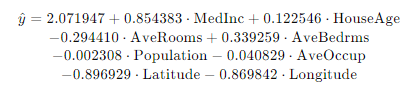 ŷ = 2.071947 + 0.854383 · MedInc + 0.122546 · HouseAge
−0.294410 · AveRooms + 0.339259 · AveBedrms
−0.002308 · Population − 0.040829 · AveOccup
−0.896929 · Latitude − 0.869842 · Longitude